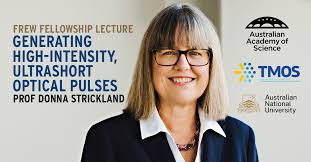 FREW FELLOWSHIP LECTURE
GENERATING
HIGH-INTENSITY,
ULTRASHORT
OPTICAL PULSES
PROF DONNA STRICKLAND
Australian
Academy of
Science
TMOS
Australian
National
University